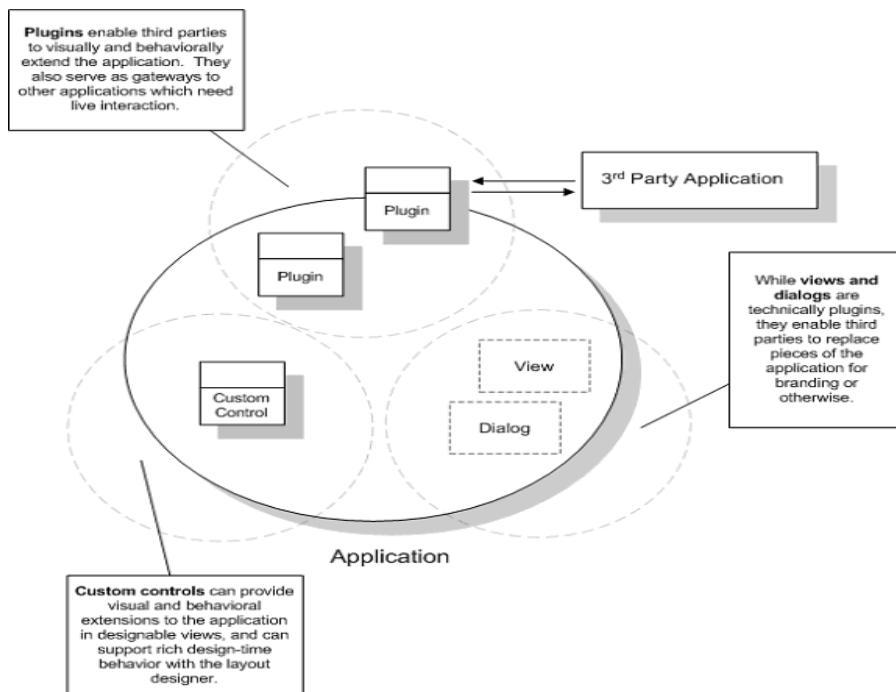 Plugins enable third parties
to visually and behaviorally
extend the application. They
also serve as gateways to
other applications which need
live interaction.
3rd Party Application
Plugin
Plugin
While views and
dialogs are
technically plugins,
they enable third
parties to replace
pieces of the
application for
branding or
otherwise.
View
Custom
Control
Dialog
Application
Custom controls can provide
visual and behavioral
extensions to the application
in designable views, and can
support rich design-time
behavior with the layout
designer.